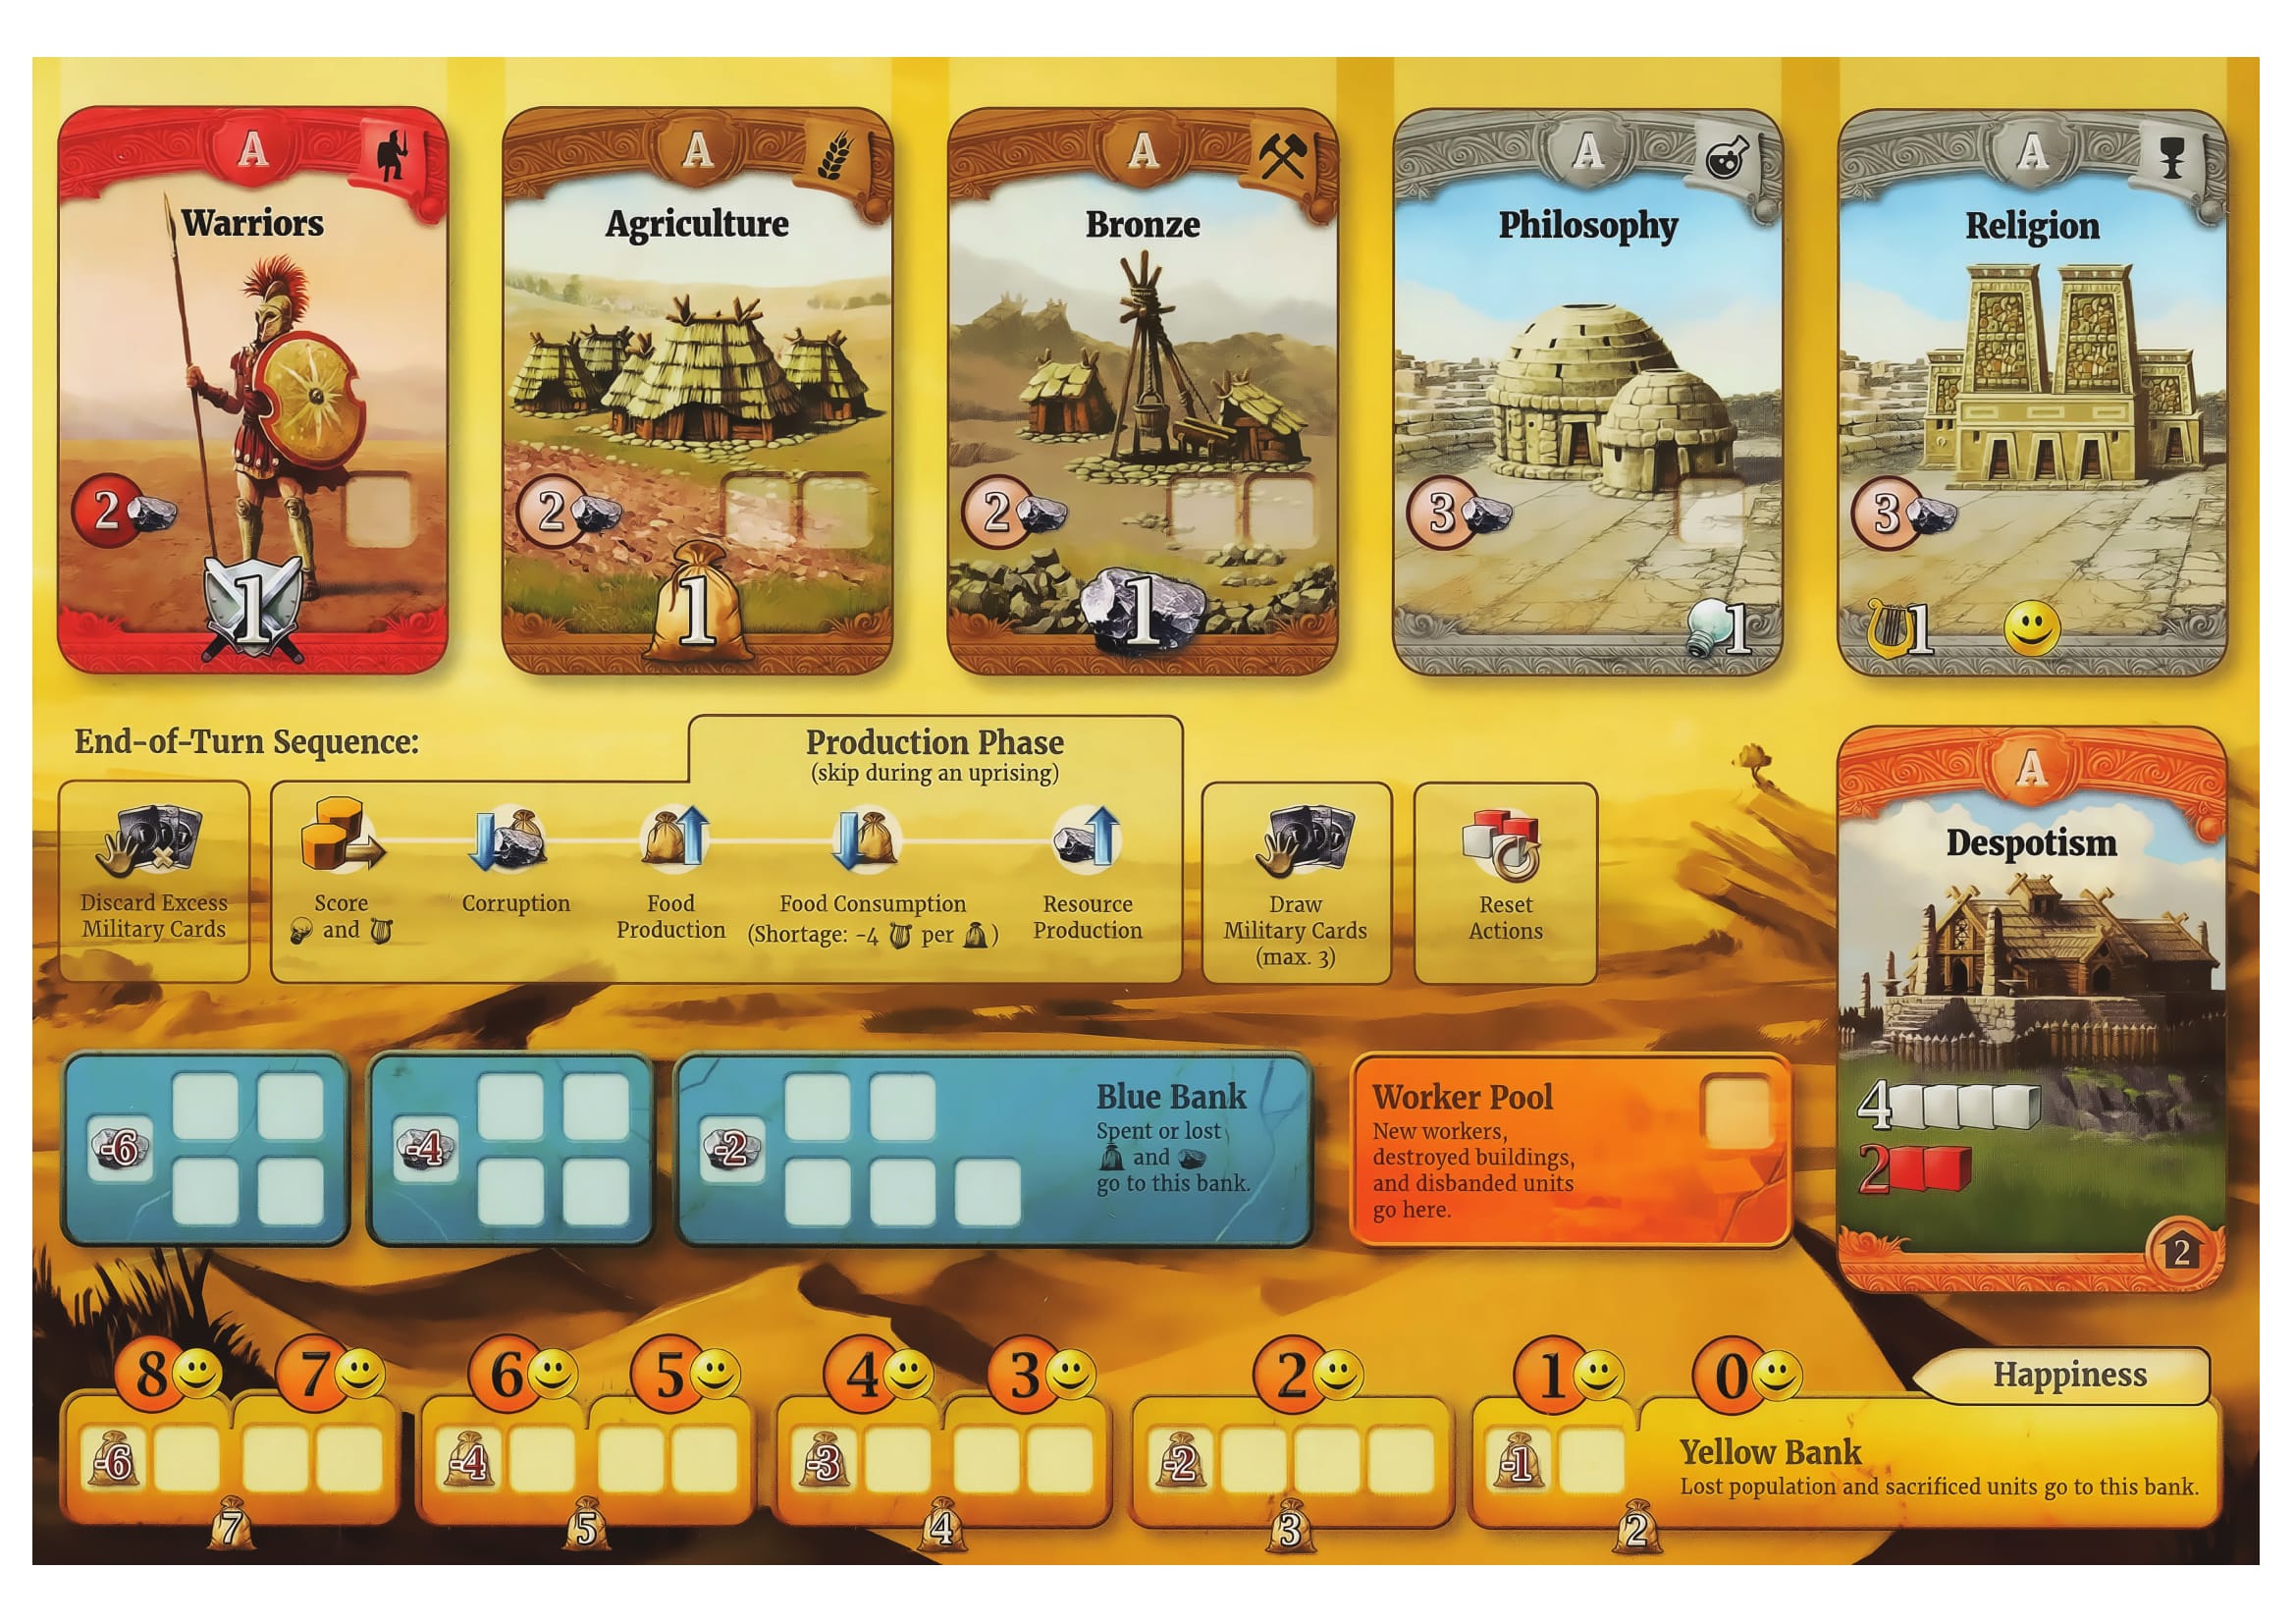 A
Warriors
2
1
A
Agriculture
2
1
A
Bronze
2
1
A
Philosophy
3
1
A
Religion
3
1
End-of-Turn Sequence:
Production Phase
(skip during an uprising)
Discard Excess
Military Cards
Score
and
Corruption
Food
Production
Food Consumption
(Shortage: -4 per )
Resource
Production
Draw
Military Cards
(max. 3)
Reset
Actions
A
Despotism
4
2
2
-6
-4
-2
Blue Bank
Spent or lost
and
go to this bank.
Worker Pool
New workers,
destroyed buildings,
and disbanded units
go here.
8 7 6 5 4 3 2 1 0
Happiness
-6 -4 -3 -2 -1
Yellow Bank
Lost population and sacrificed units go to this bank.
7 5 4 3 2